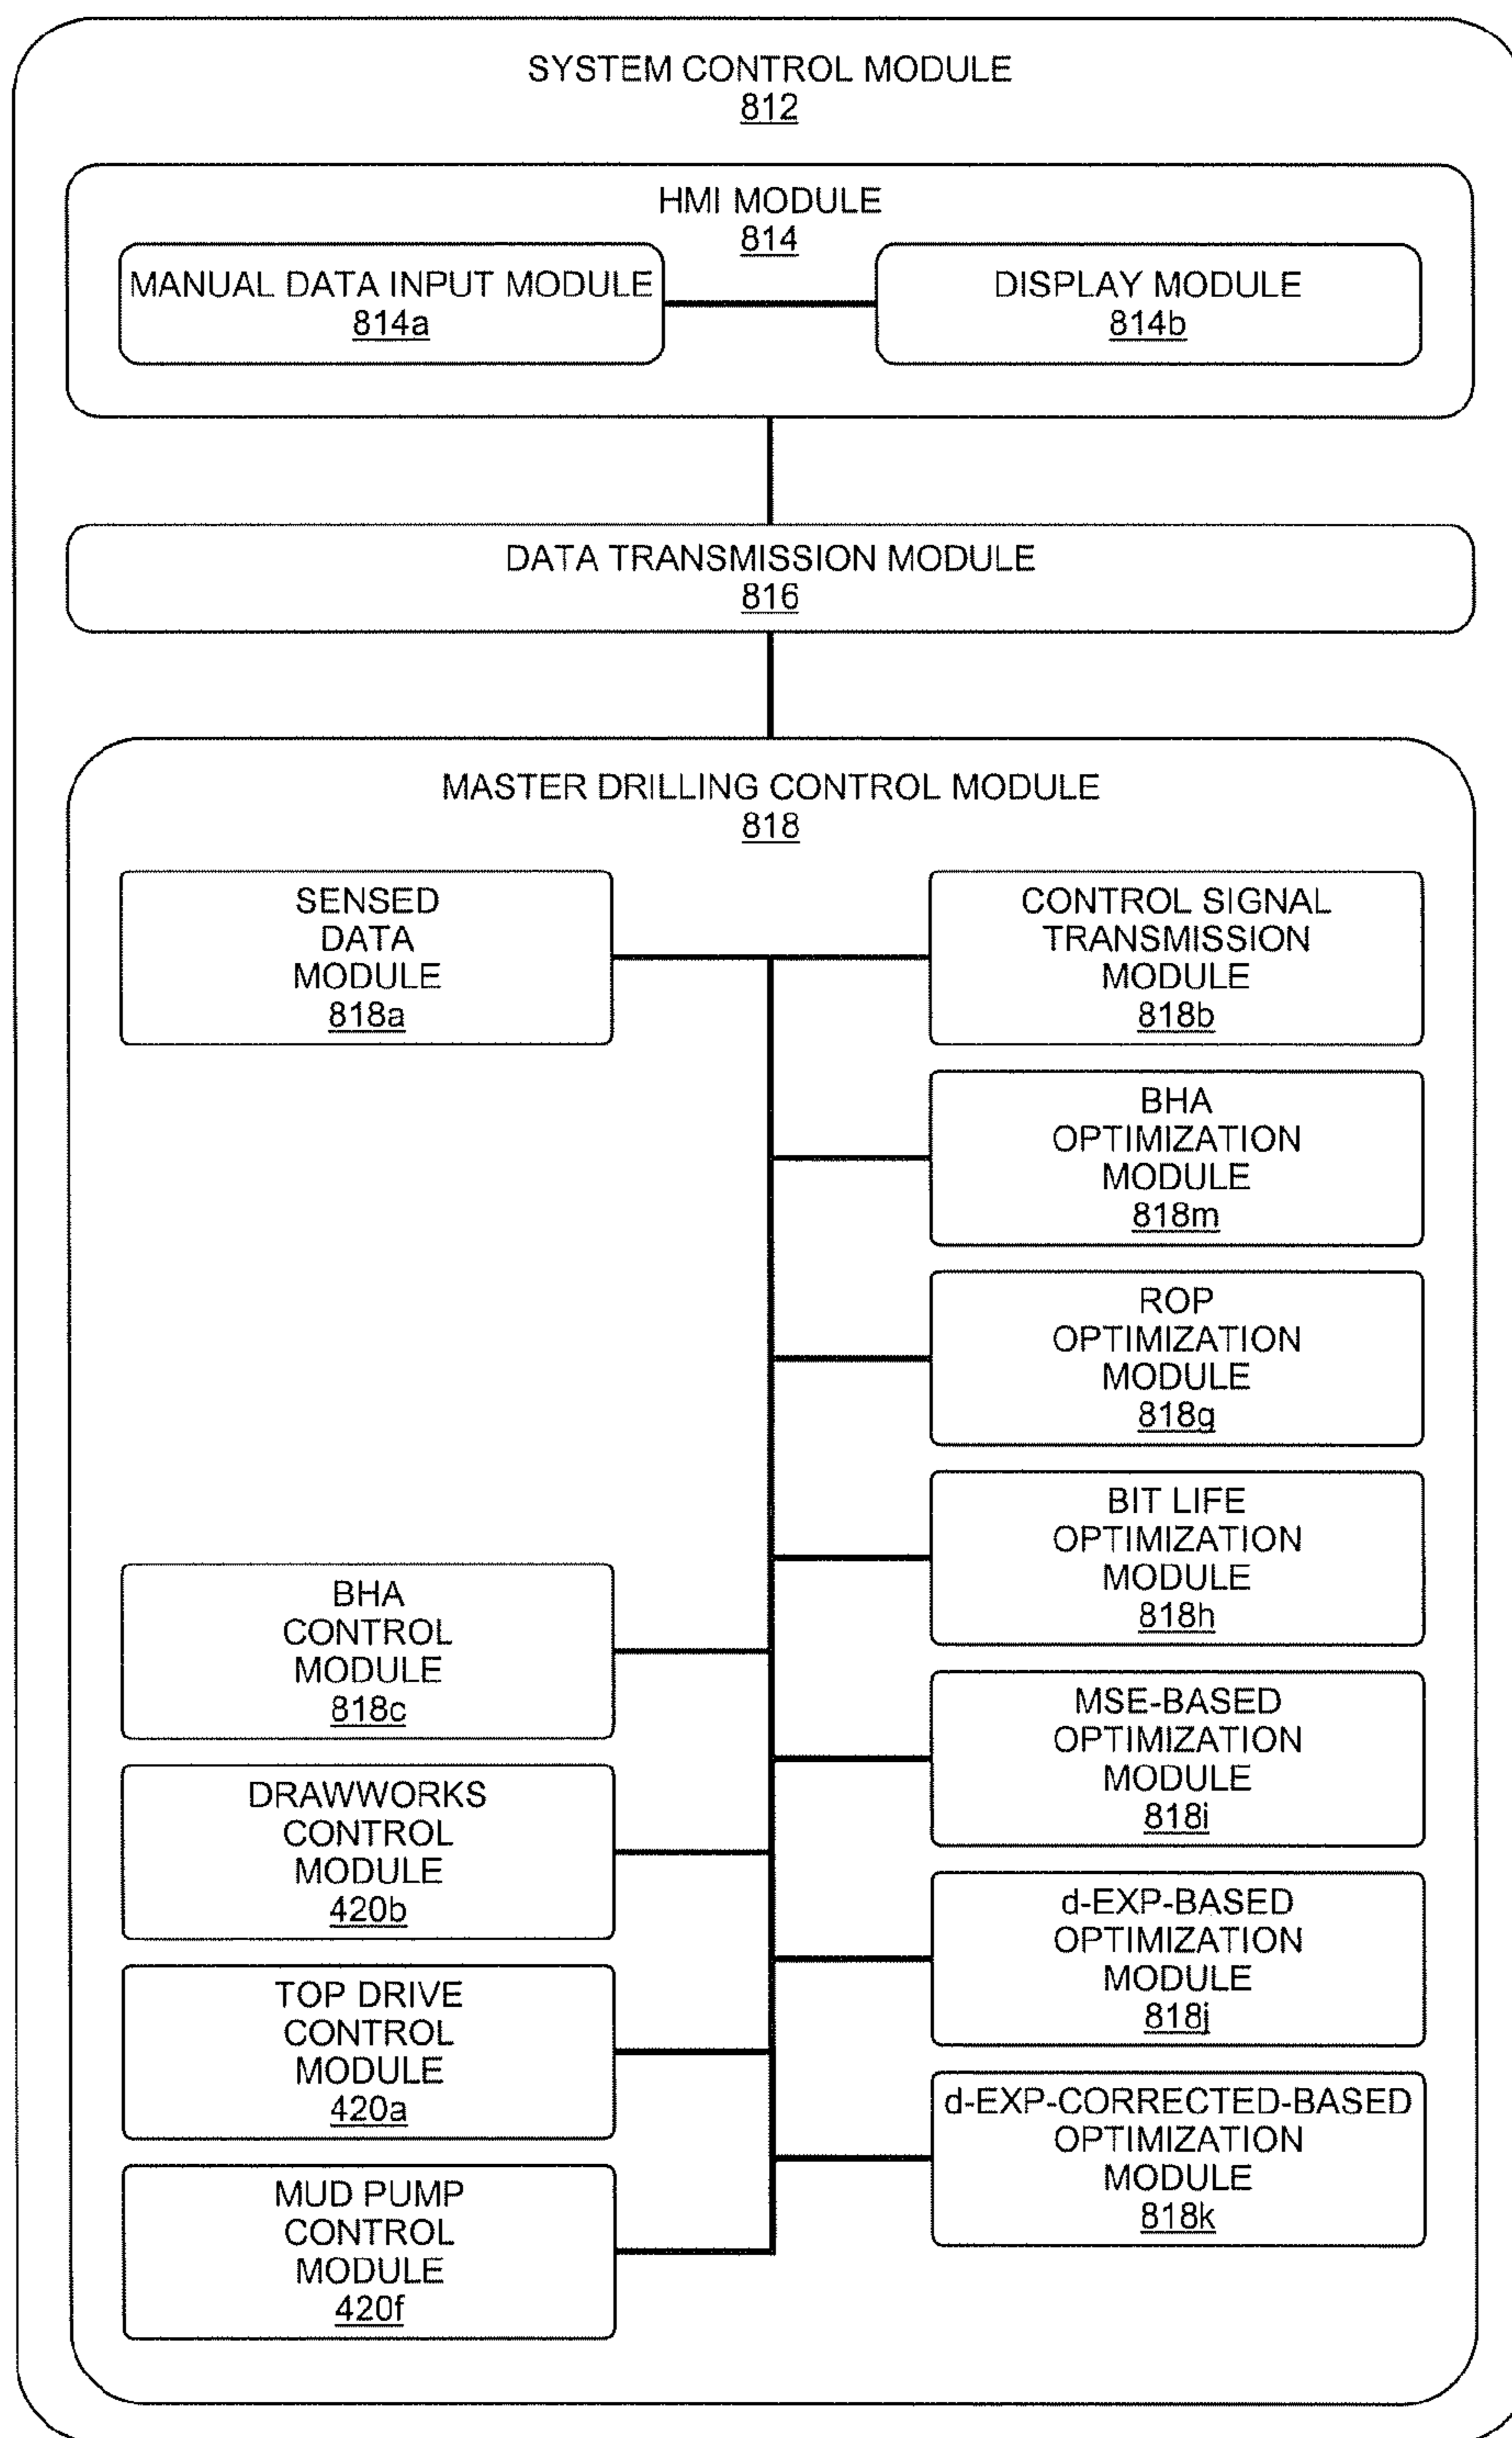 SYSTEM CONTROL MODULE
812
HMI MODULE
814
MANUAL DATA INPUT MODULE
814a
DISPLAY MODULE
814b
DATA TRANSMISSION MODULE
816
MASTER DRILLING CONTROL MODULE
818
SENSED
DATA
MODULE
818a
CONTROL SIGNAL
TRANSMISSION
MODULE
818b
BHA
OPTIMIZATION
MODULE
818m
ROP
OPTIMIZATION
MODULE
818g
BIT LIFE
OPTIMIZATION
MODULE
818h
BHA
CONTROL
MODULE
818c
MSE-BASED
OPTIMIZATION
MODULE
818i
DRAWWORKS
CONTROL
MODULE
420b
d-EXP-BASED
OPTIMIZATION
MODULE
818j
TOP DRIVE
CONTROL
MODULE
420a
d-EXP-CORRECTED-BASED
OPTIMIZATION
MODULE
818k
MUD PUMP
CONTROL
MODULE
420f